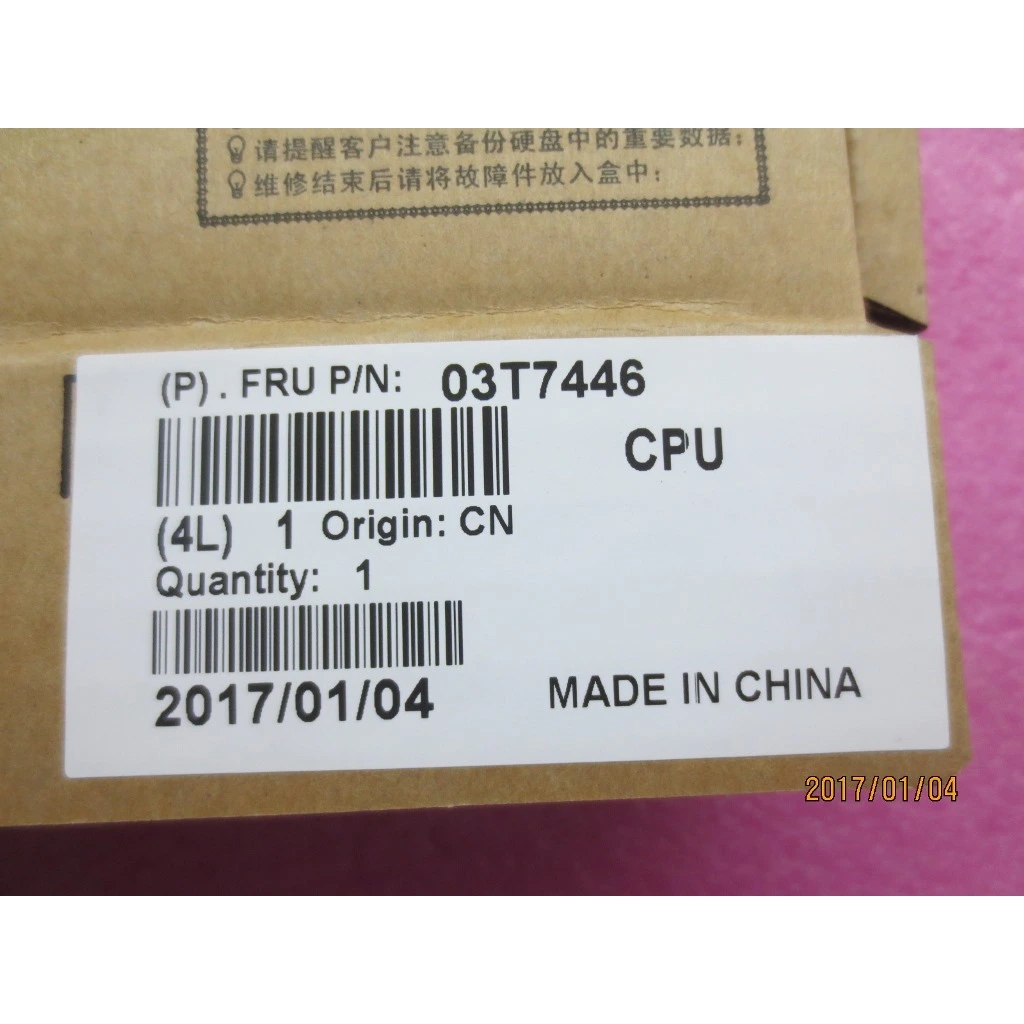 请提醒客户注意备份硬盘中的重要数据;
维修结束后请将故障件放入盒中:
(P) . FRU P/N: 03T7446
CPU
(4L) 1 Origin: CN
Quantity: 1
2017/01/04
MADE IN CHINA
2017/01/04